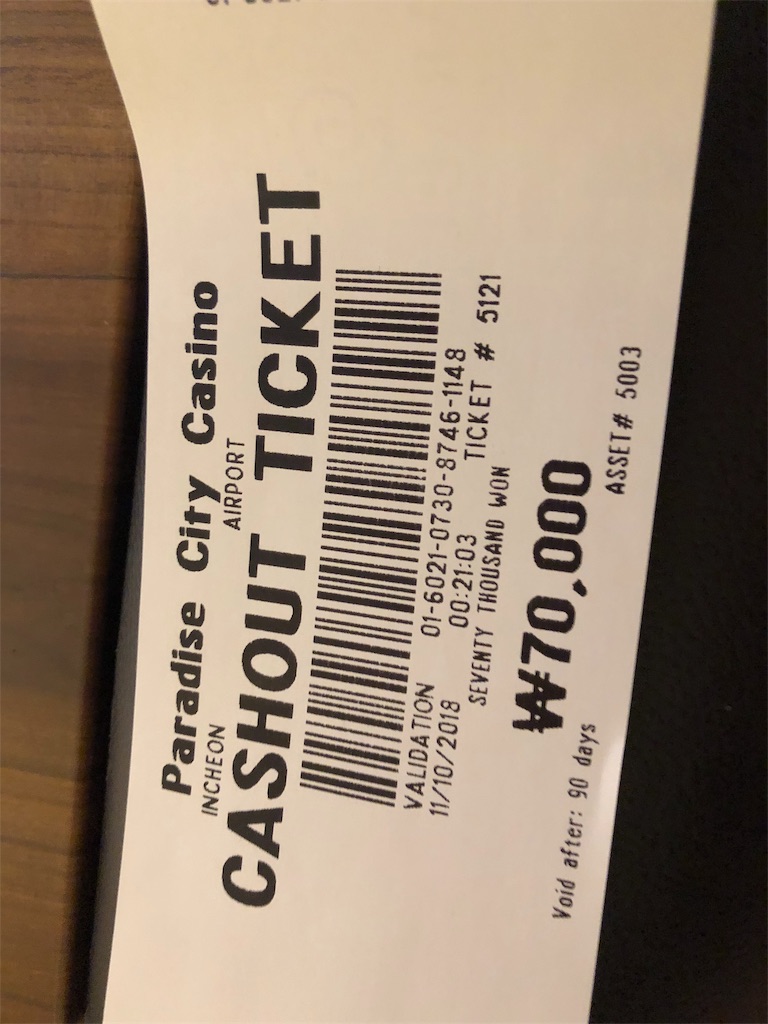 Paradise City Casino
INCHEON AIRPORT
CASHOUT TICKET
VALIDATION 01-6021-0730-8746-1148
11/10/2018 00:21:03 TICKET # 5121
SEVENTY THOUSAND WON
₩70,000
Void after: 90 days ASSET# 5003